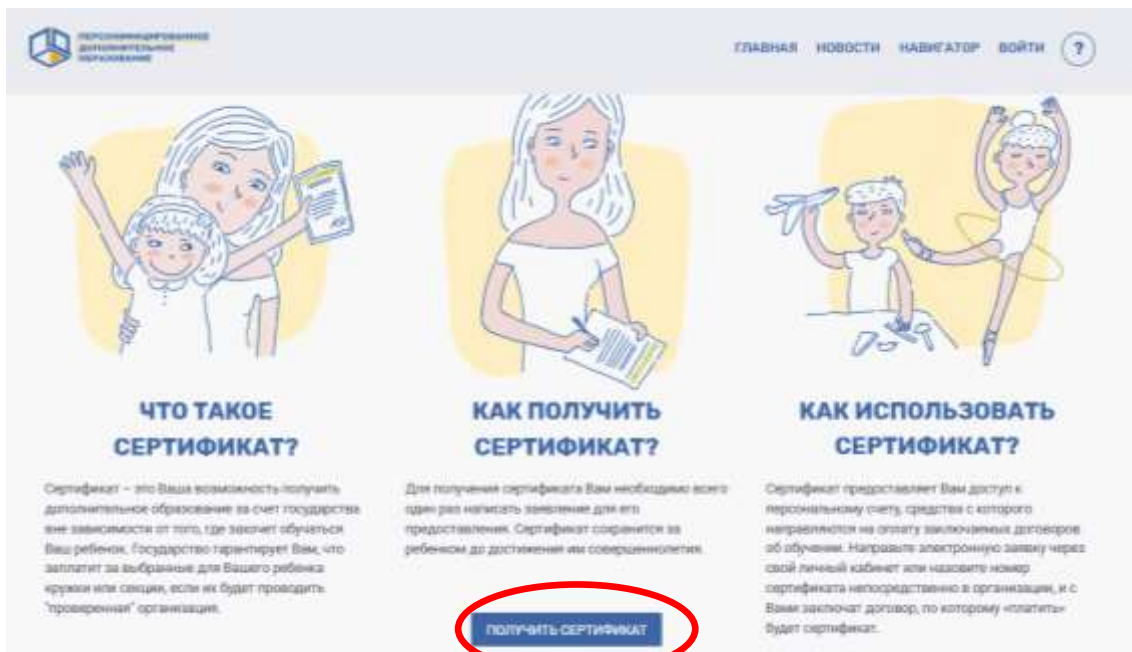 ПЕРСОНИФИЦИРОВАННОЕ
ДОПОЛНИТЕЛЬНОЕ
ОБРАЗОВАНИЕ
ГЛАВНАЯ НОВОСТИ НАВИГАТОР ВОЙТИ ?
ЧТО ТАКОЕ
СЕРТИФИКАТ?
Сертификат – это Ваша возможность получить
дополнительное образование за счет государства
вне зависимости от того, где захочет обучаться
Ваш ребенок. Государство гарантирует Вам, что
заплатит за выбранные для Вашего ребенка
кружки или секции, если их будет проводить
"проверенная" организация.
КАК ПОЛУЧИТЬ
СЕРТИФИКАТ?
Для получения сертификата Вам необходимо всего
один раз написать заявление для его
предоставления. Сертификат сохранится за
ребенком до достижения им совершеннолетия.
ПОЛУЧИТЬ СЕРТИФИКАТ
КАК ИСПОЛЬЗОВАТЬ
СЕРТИФИКАТ?
Сертификат предоставляет Вам доступ к
персональному счету, средства с которого
направляются на оплату заключаемых договоров
об обучении. Направьте электронную заявку через
свой личный кабинет или назовите номер
сертификата непосредственно в организации, и с
Вами заключат договор, по которому «платить»
будет сертификат.